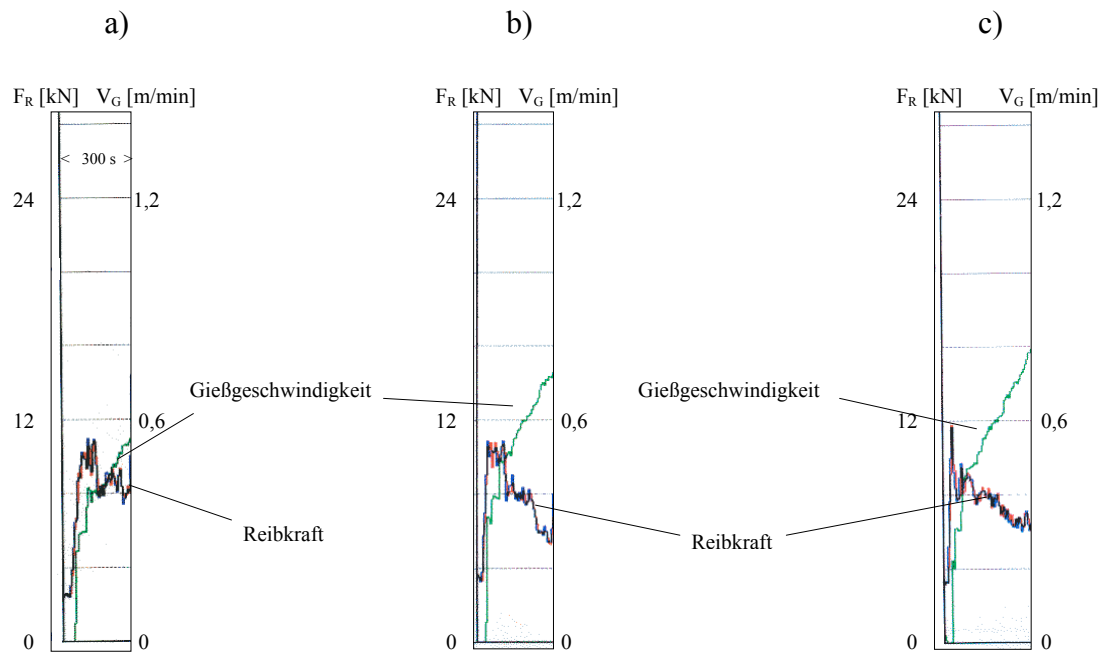 a) b) c)
F_R [kN] V_G [m/min] F_R [kN] V_G [m/min] F_R [kN] V_G [m/min]
< 300 s >
24 1,2 24 1,2 24 1,2
Gießgeschwindigkeit Gießgeschwindigkeit
12 0,6 12 0,6 12 0,6
Reibkraft Reibkraft
0 0 0 0 0 0